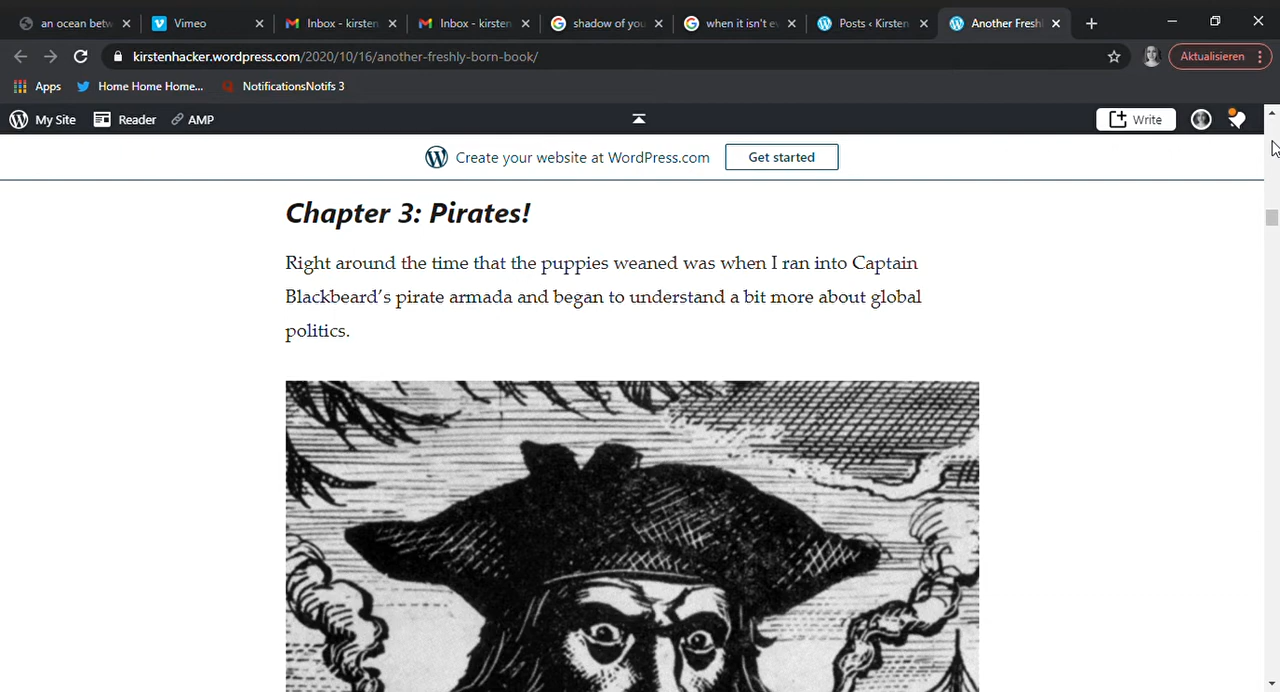 an ocean betw
Vimeo
Inbox - kirsten
Inbox - kirsten
shadow of you
when it isn't e
Posts ‹ Kirsten
Another Fresh
kirstenhacker.wordpress.com/2020/10/16/another-freshly-born-book/
Aktualisieren
Apps
Home Home Home...
NotificationsNotifs 3
My Site
Reader
AMP
Write
Create your website at WordPress.com
Get started
Chapter 3: Pirates!
Right around the time that the puppies weaned was when I ran into Captain
Blackbeard's pirate armada and began to understand a bit more about global
politics.